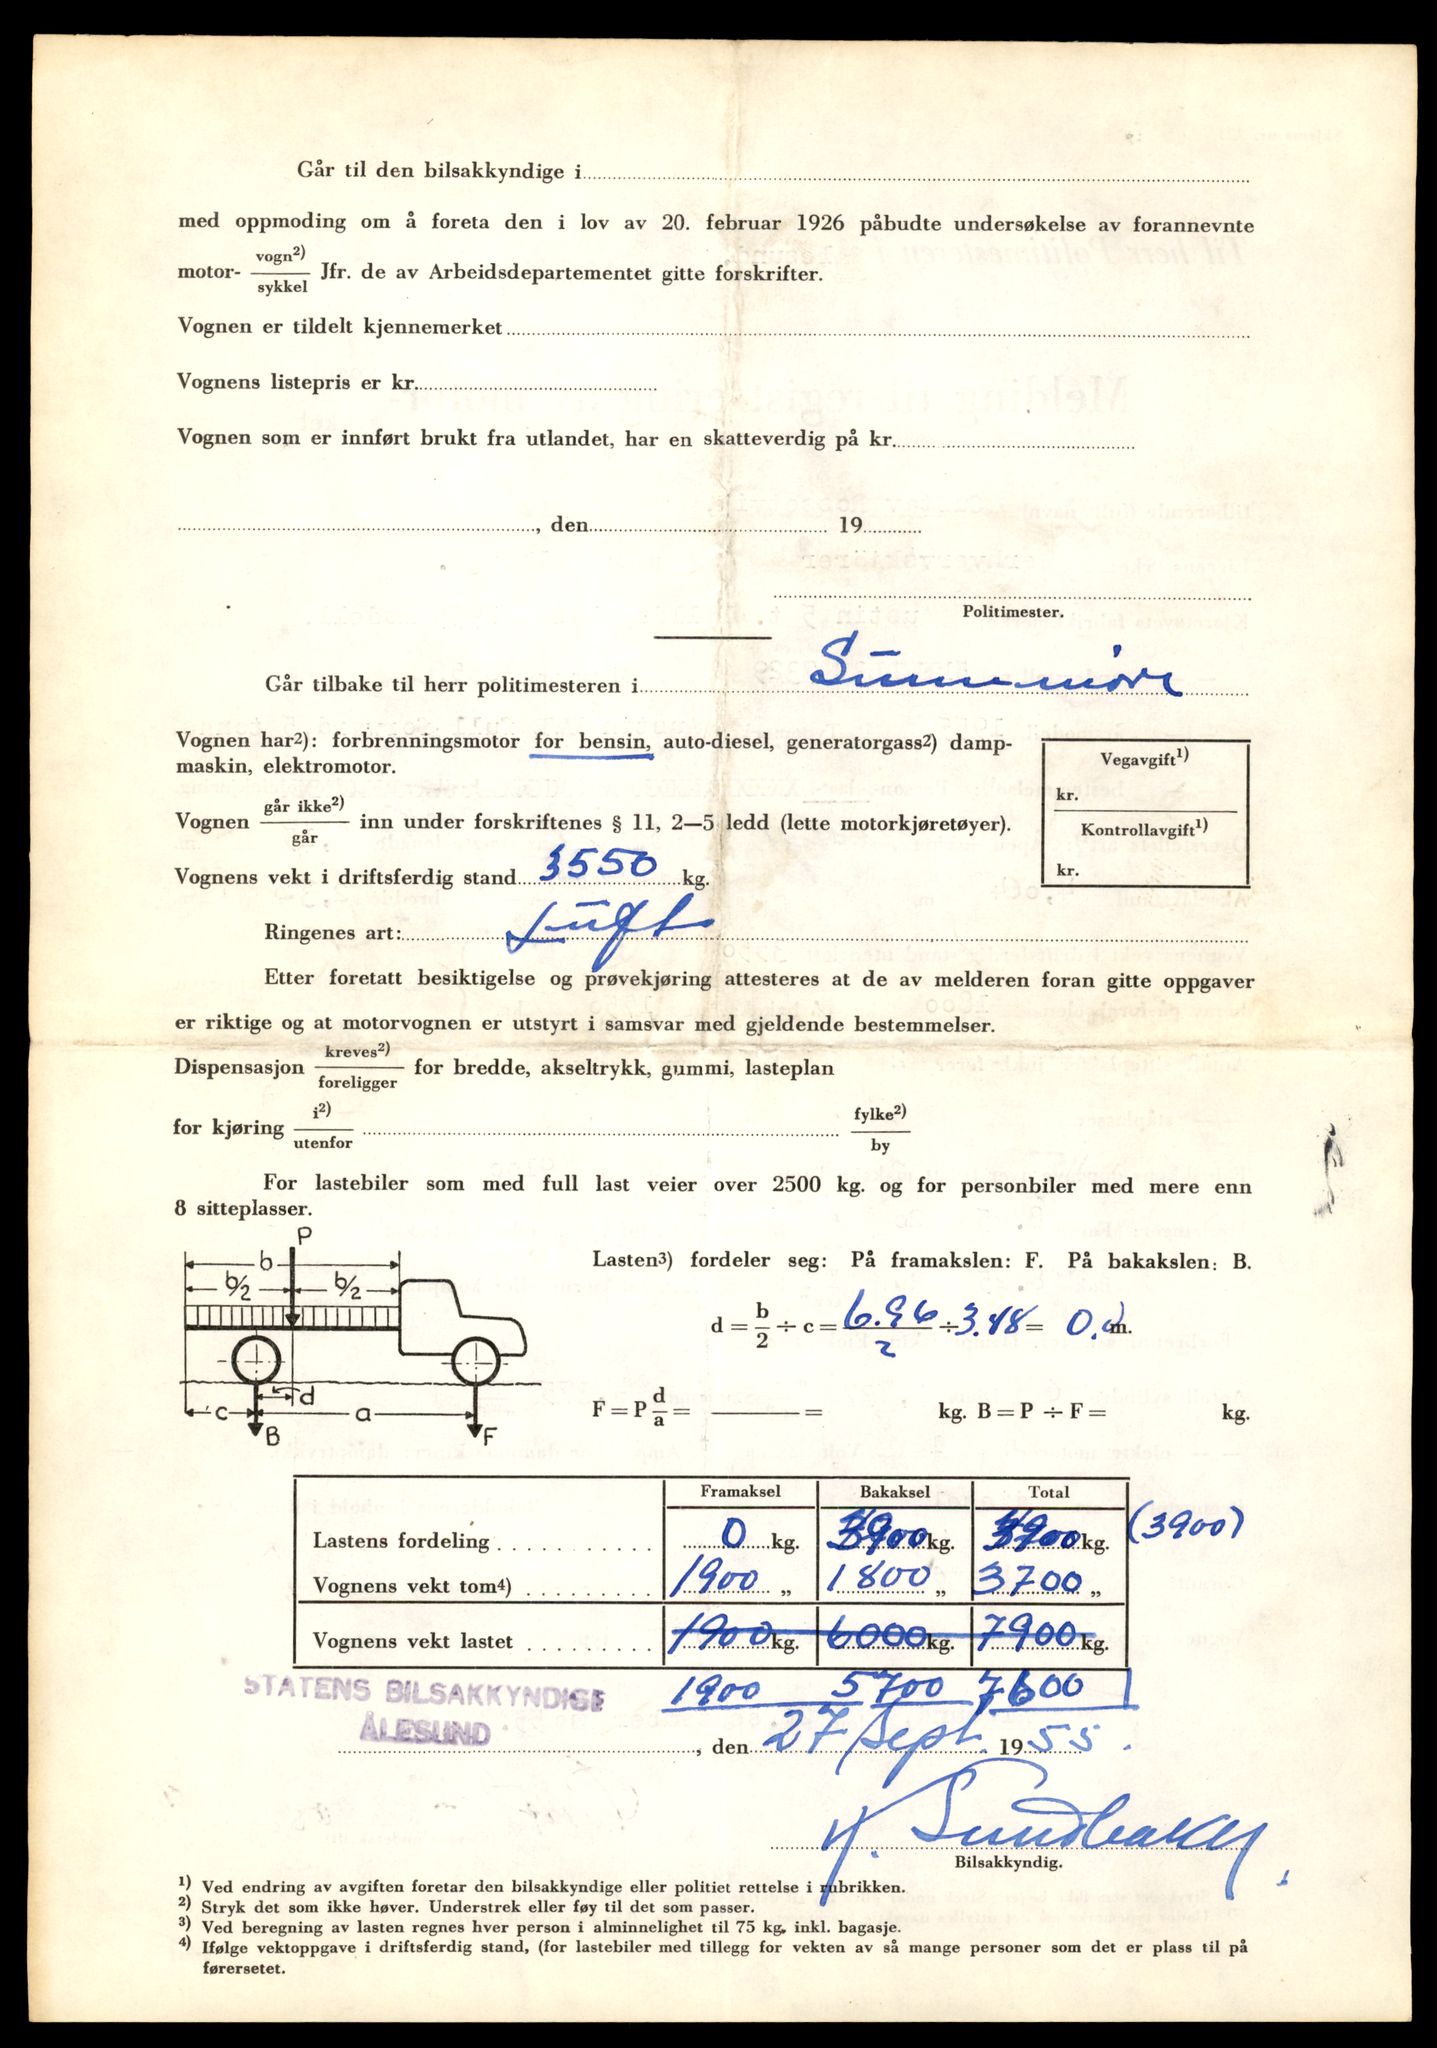 Går til den bilsakkyndige i
med oppmoding om å foreta den i lov av 20. februar 1926 påbudte undersøkelse av forannevnte
motor- vogn²)/sykkel Jfr. de av Arbeidsdepartementet gitte forskrifter.
Vognen er tildelt kjennemerket
Vognens listepris er kr.
Vognen som er innført brukt fra utlandet, har en skatteverdig på kr.
, den 19
Politimester.
Går tilbake til herr politimesteren i Sunnmøre
Vognen har²): forbrenningsmotor for bensin, auto-diesel, generatorgass²) damp-
maskin, elektromotor.
Vegavgift¹)
kr.
Kontrollavgift¹)
kr.
Vognen går ikke²)/går inn under forskriftenes § 11, 2—5 ledd (lette motorkjøretøyer).
Vognens vekt i driftsferdig stand 3550 kg.
Ringenes art: Luft
Etter foretatt besiktigelse og prøvekjøring attesteres at de av melderen foran gitte oppgaver
er riktige og at motorvognen er utstyrt i samsvar med gjeldende bestemmelser.
Dispensasjon kreves²)/foreligger for bredde, akseltrykk, gummi, lasteplan
for kjøring i²)/utenfor fylke²)/by
For lastebiler som med full last veier over 2500 kg. og for personbiler med mere enn
8 sitteplasser.
P
b
b/2 b/2
d
c a
B F
Lasten³) fordeler seg: På framakslen: F. På bakakslen: B.
d = b/2 ÷ c = 6.96/2 ÷ 3.48 = 0.0 m.
F = P d/a = = kg. B = P ÷ F = kg.
Framaksel Bakaksel Total
Lastens fordeling 0 kg. 3900 kg. 3900 kg. (3900)
Vognens vekt tom⁴) 1900 „ 1800 „ 3700 „
Vognens vekt lastet 1900 kg. 6000 kg. 7900 kg.
1900 5700 7600
STATENS BILSAKKYNDIGE
ÅLESUND
, den 27/sept. 1955.
Bilsakkyndig.
¹) Ved endring av avgiften foretar den bilsakkyndige eller politiet rettelse i rubrikken.
²) Stryk det som ikke høver. Understrek eller føy til det som passer.
³) Ved beregning av lasten regnes hver person i alminnelighet til 75 kg. inkl. bagasje.
⁴) Ifølge vektoppgave i driftsferdig stand, (for lastebiler med tillegg for vekten av så mange personer som det er plass til på
førersetet.